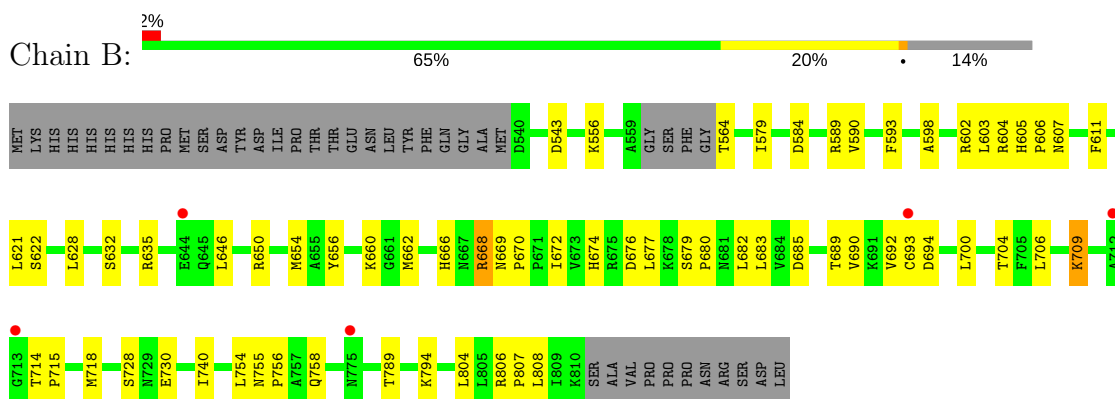 2%
Chain B:
65% 20% • 14%
MET LYS HIS HIS HIS HIS HIS HIS PRO MET SER ASP TYR ASP ILE PRO THR THR GLU ASN LEU TYR PHE GLN GLY ALA MET D540 D543 K556 A559 GLY SER PHE GLY T564 I579 D584 R589 V590 F593 A598 R602 L603 R604 H605 P606 N607 F611
L621 S622 L628 S632 R635 E644 Q645 L646 R650 M654 A655 Y656 K660 G661 M662 H666 N667 R668 N669 P670 P671 I672 V673 H674 R675 D676 L677 K678 S679 P680 N681 L682 L683 V684 D685 T689 V690 K691 V692 C693 D694 L700 T704 F705 L706 K709 A712
G713 T714 P715 M718 S728 N729 E730 I740 L754 N755 P756 A757 Q758 N775 T789 K794 L804 L805 R806 P807 L808 I809 K810 SER ALA VAL PRO PRO PRO ASN ARG SER ASP LEU